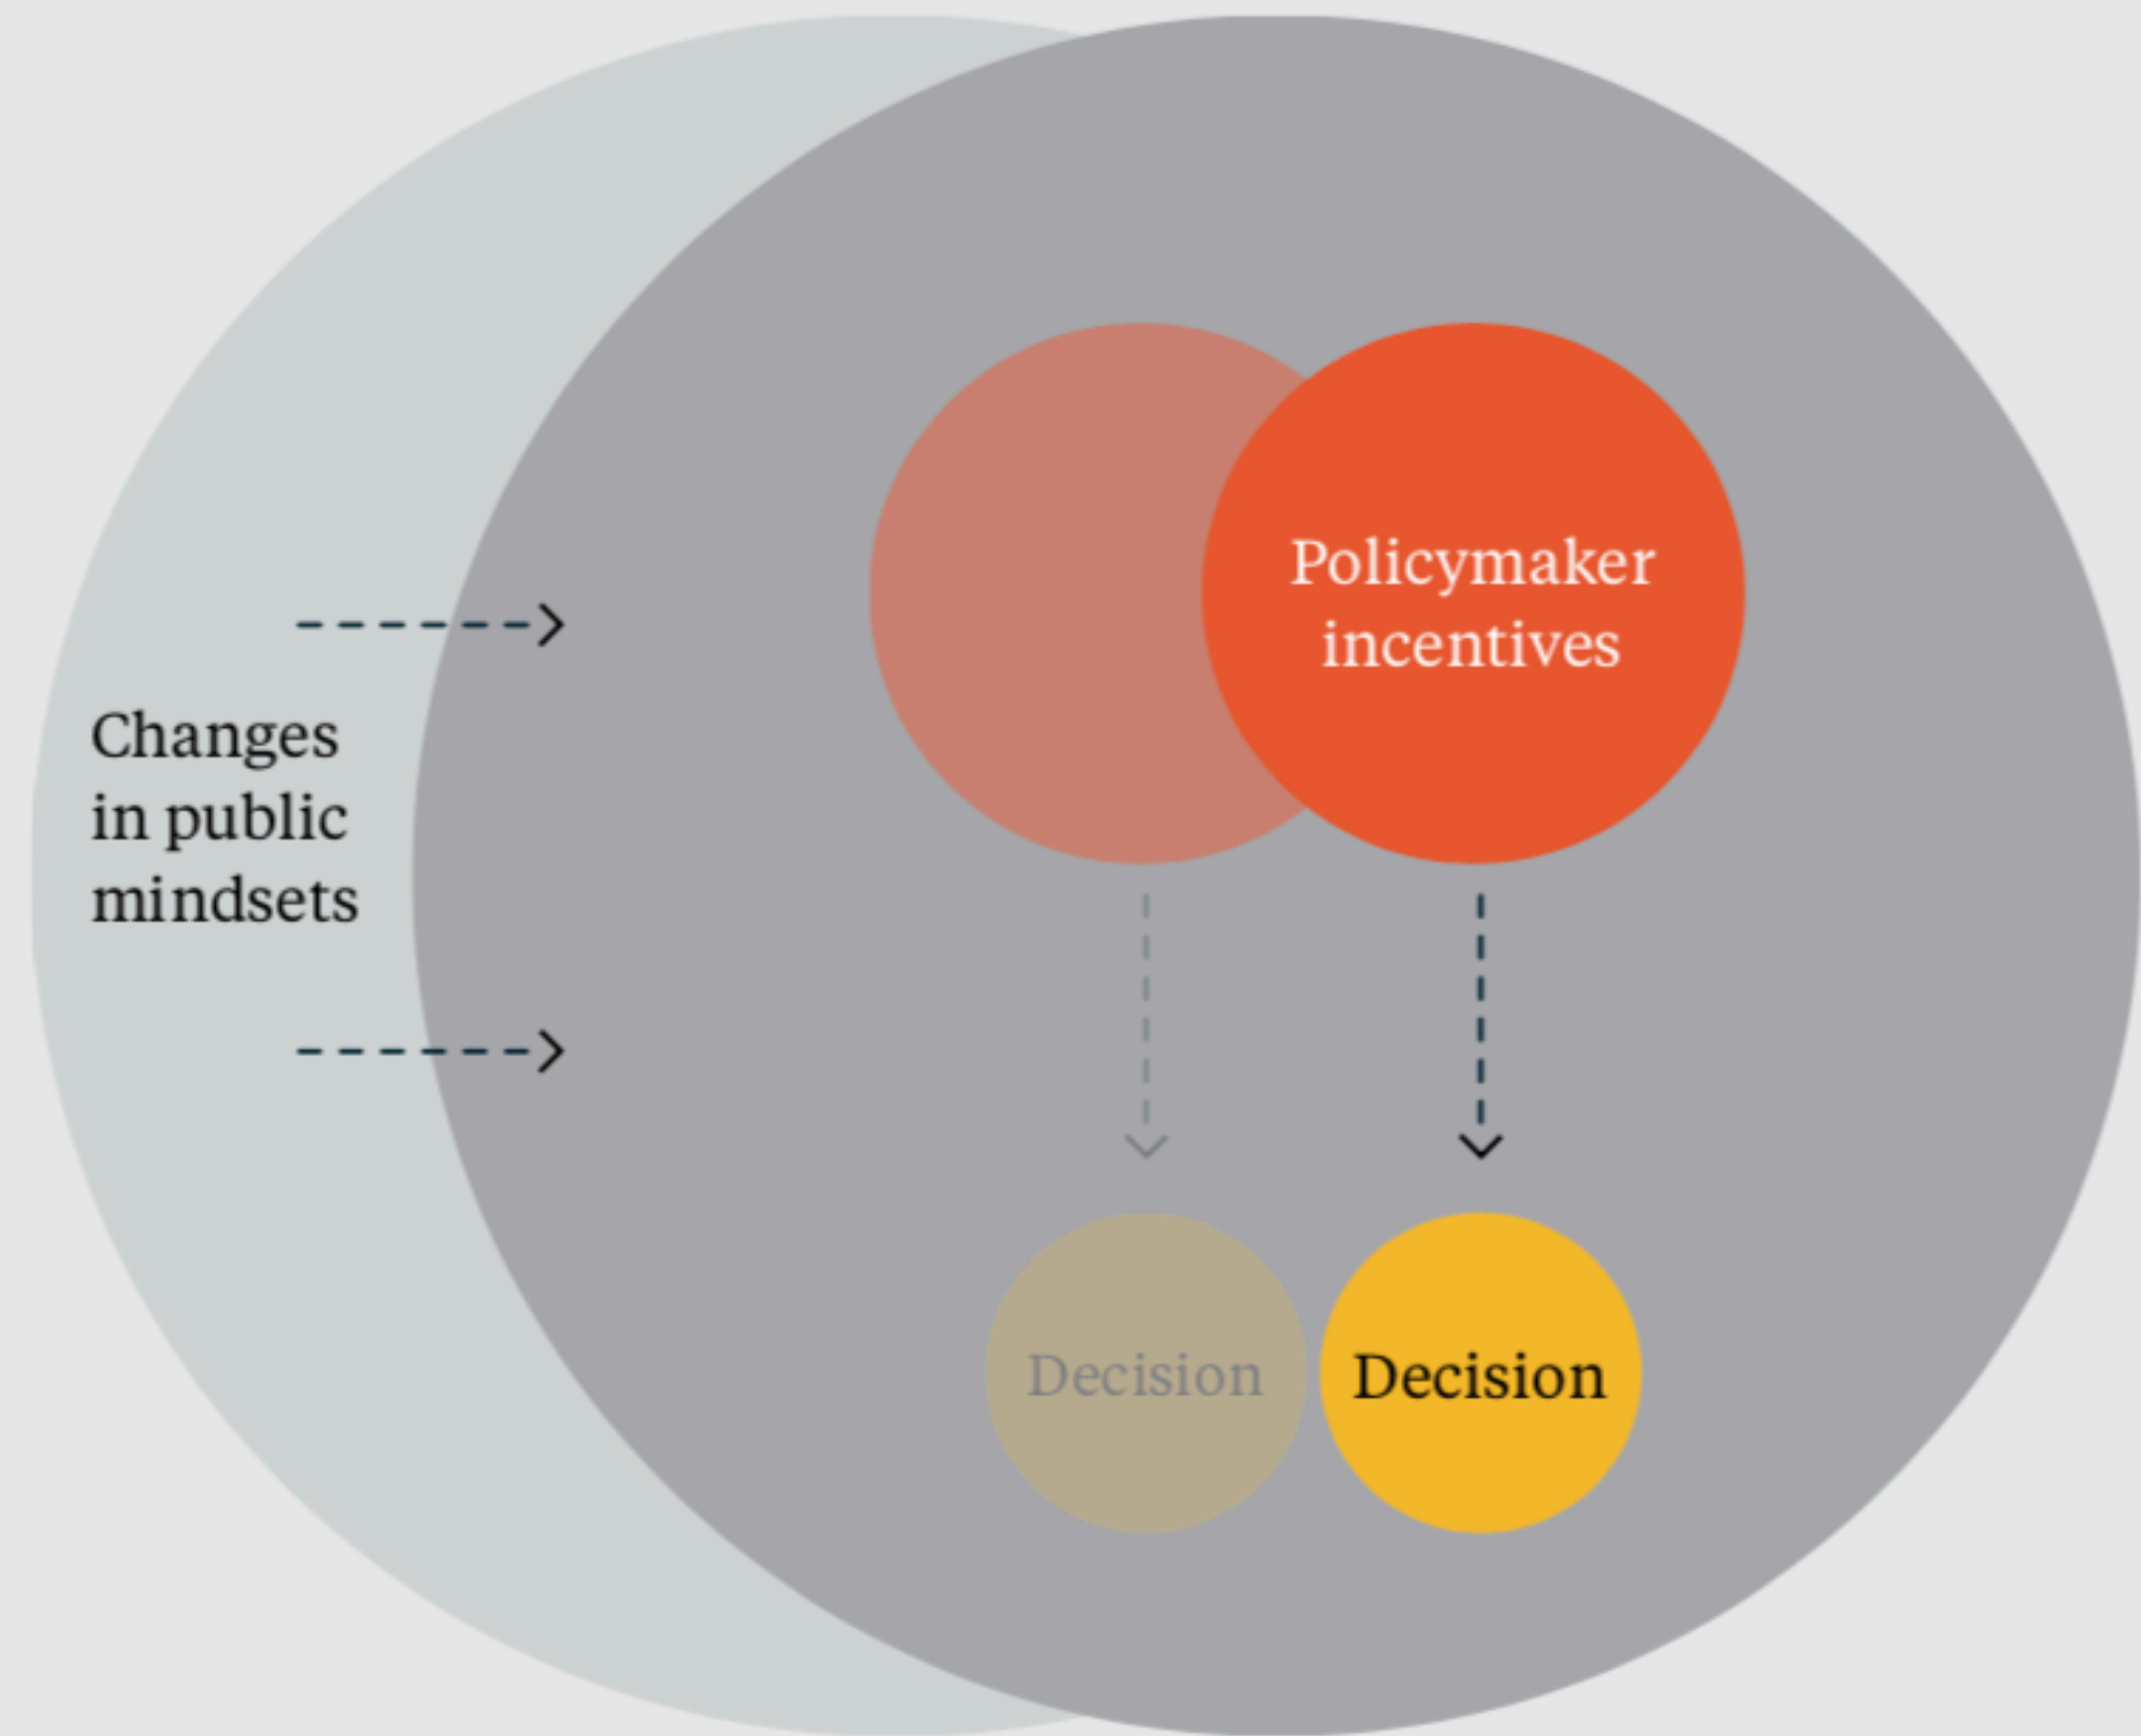 Policymaker
incentives
Changes
in public
mindsets
Decision
Decision